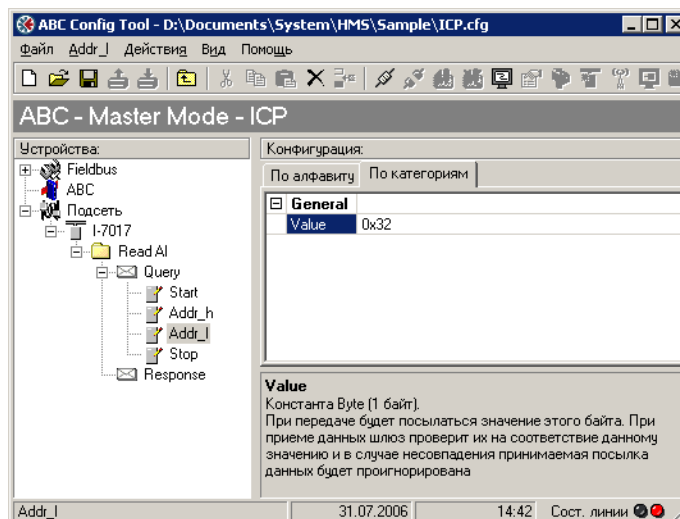 ABC Config Tool - D:\Documents\System\HMS\Sample\ICP.cfg
Файл Addr_l Действия Вид Помощь
ABC - Master Mode - ICP
Устройства:
Fieldbus
ABC
Подсеть
I-7017
Read AI
Query
Start
Addr_h
Addr_l
Stop
Response
Конфигурация:
По алфавиту По категориям
General
Value 0x32
Value
Константа Byte (1 байт).
При передаче будет посылаться значение этого байта. При
приеме данных шлюз проверит их на соответствие данному
значению и в случае несовпадения принимаемая посылка
данных будет проигнорирована
Addr_l 31.07.2006 14:42 Сост. линии